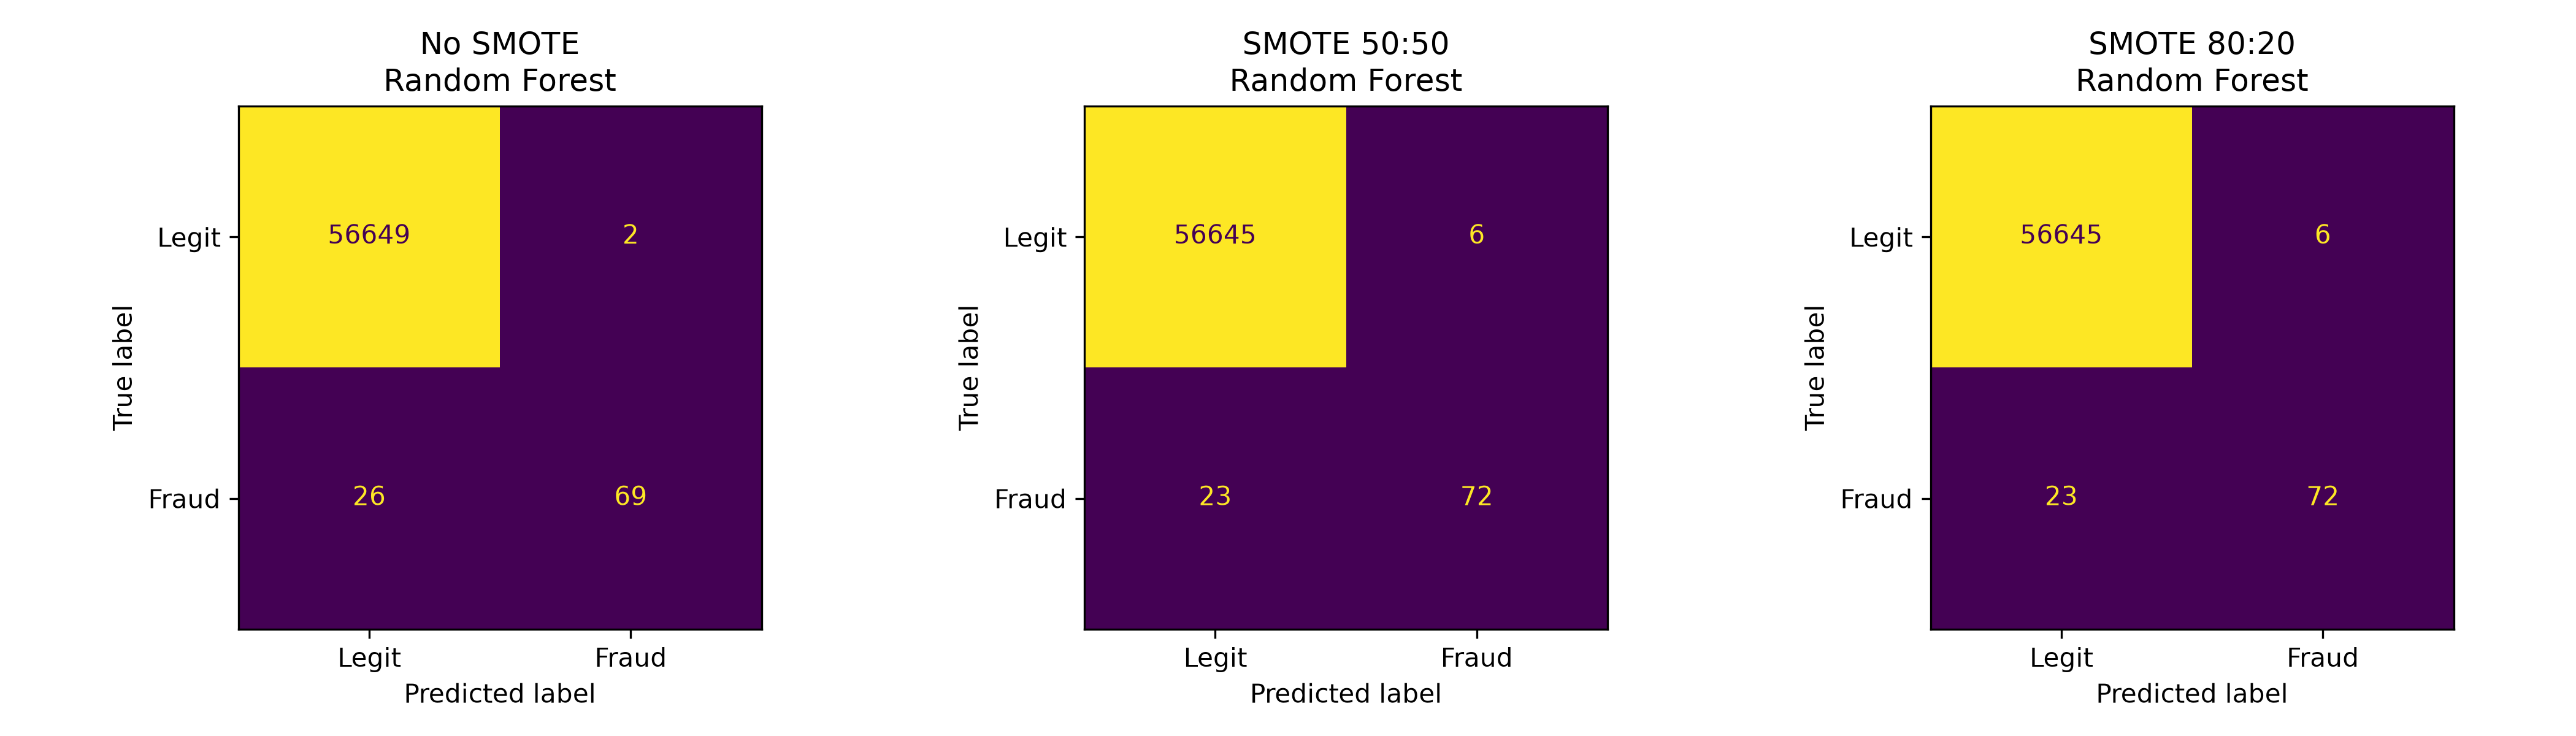 No SMOTE
Random Forest
56649
2
26
69
Legit
Fraud
True label
Legit
Fraud
Predicted label
SMOTE 50:50
Random Forest
56645
6
23
72
Legit
Fraud
True label
Legit
Fraud
Predicted label
SMOTE 80:20
Random Forest
56645
6
23
72
Legit
Fraud
True label
Legit
Fraud
Predicted label